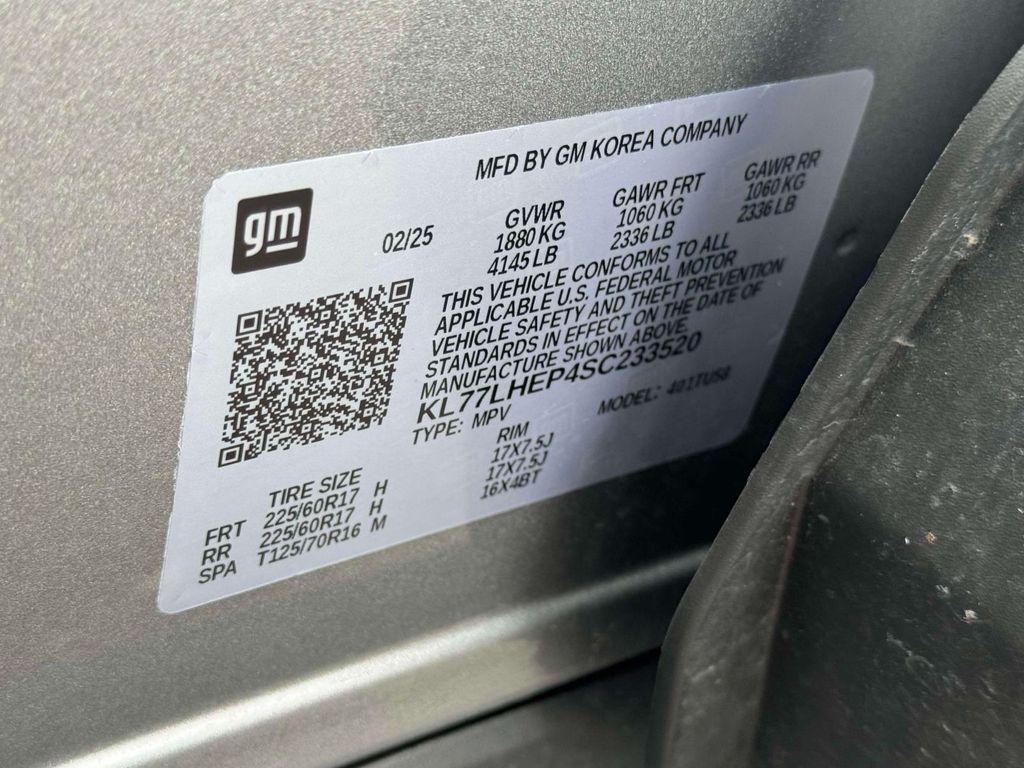 MFD BY GM KOREA COMPANY
gm
02/25
GVWR
1880 KG
4145 LB
GAWR FRT
1060 KG
2336 LB
GAWR RR
1060 KG
2336 LB
THIS VEHICLE CONFORMS TO ALL
APPLICABLE U.S. FEDERAL MOTOR
VEHICLE SAFETY AND THEFT PREVENTION
STANDARDS IN EFFECT ON THE DATE OF
MANUFACTURE SHOWN ABOVE.
KL77LHEP4SC233520
TYPE: MPV MODEL: 401TU58
TIRE SIZE RIM
FRT 225/60R17 H 17X7.5J
RR 225/60R17 H 17X7.5J
SPA T125/70R16 M 16X4BT